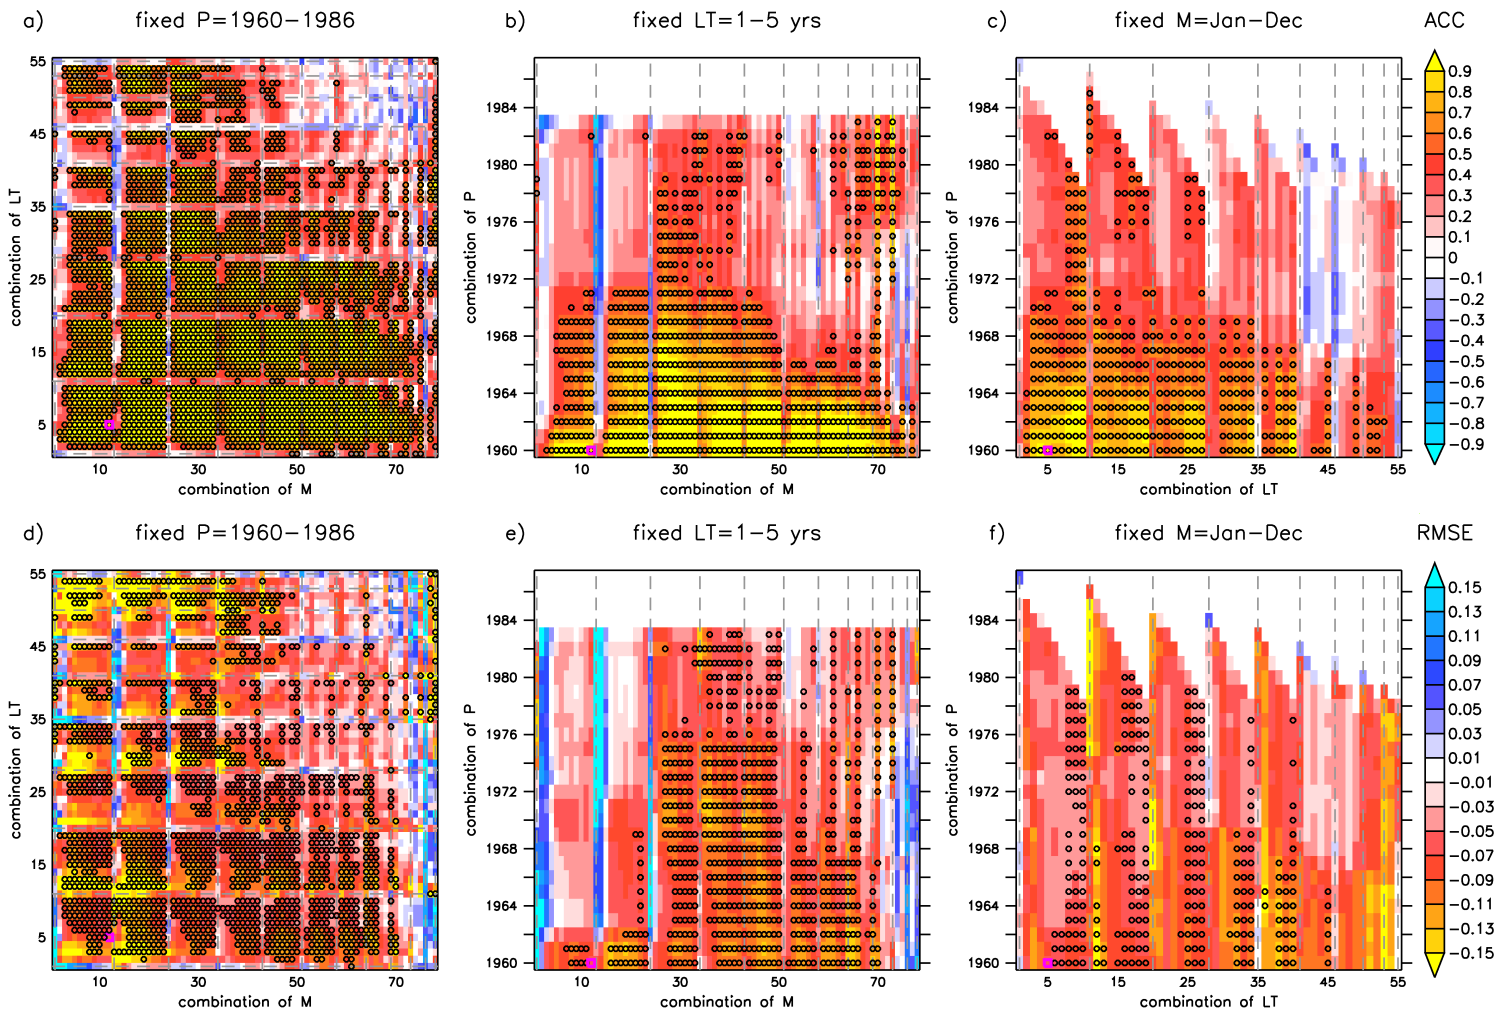 a) fixed P=1960−1986
b) fixed LT=1−5 yrs
c) fixed M=Jan−Dec
ACC
combination of LT
55
45
35
25
15
5
10 30 50 70
combination of M
combination of P
1984
1980
1976
1972
1968
1964
1960
10 30 50 70
combination of M
combination of P
1984
1980
1976
1972
1968
1964
1960
5 15 25 35 45 55
combination of LT
0.9
0.8
0.7
0.6
0.5
0.4
0.3
0.2
0.1
0
−0.1
−0.2
−0.3
−0.4
−0.5
−0.6
−0.7
−0.8
−0.9
d) fixed P=1960−1986
e) fixed LT=1−5 yrs
f) fixed M=Jan−Dec
RMSE
combination of LT
55
45
35
25
15
5
10 30 50 70
combination of M
combination of P
1984
1980
1976
1972
1968
1964
1960
10 30 50 70
combination of M
combination of P
1984
1980
1976
1972
1968
1964
1960
5 15 25 35 45 55
combination of LT
0.15
0.13
0.11
0.09
0.07
0.05
0.03
0.01
−0.01
−0.03
−0.05
−0.07
−0.09
−0.11
−0.13
−0.15